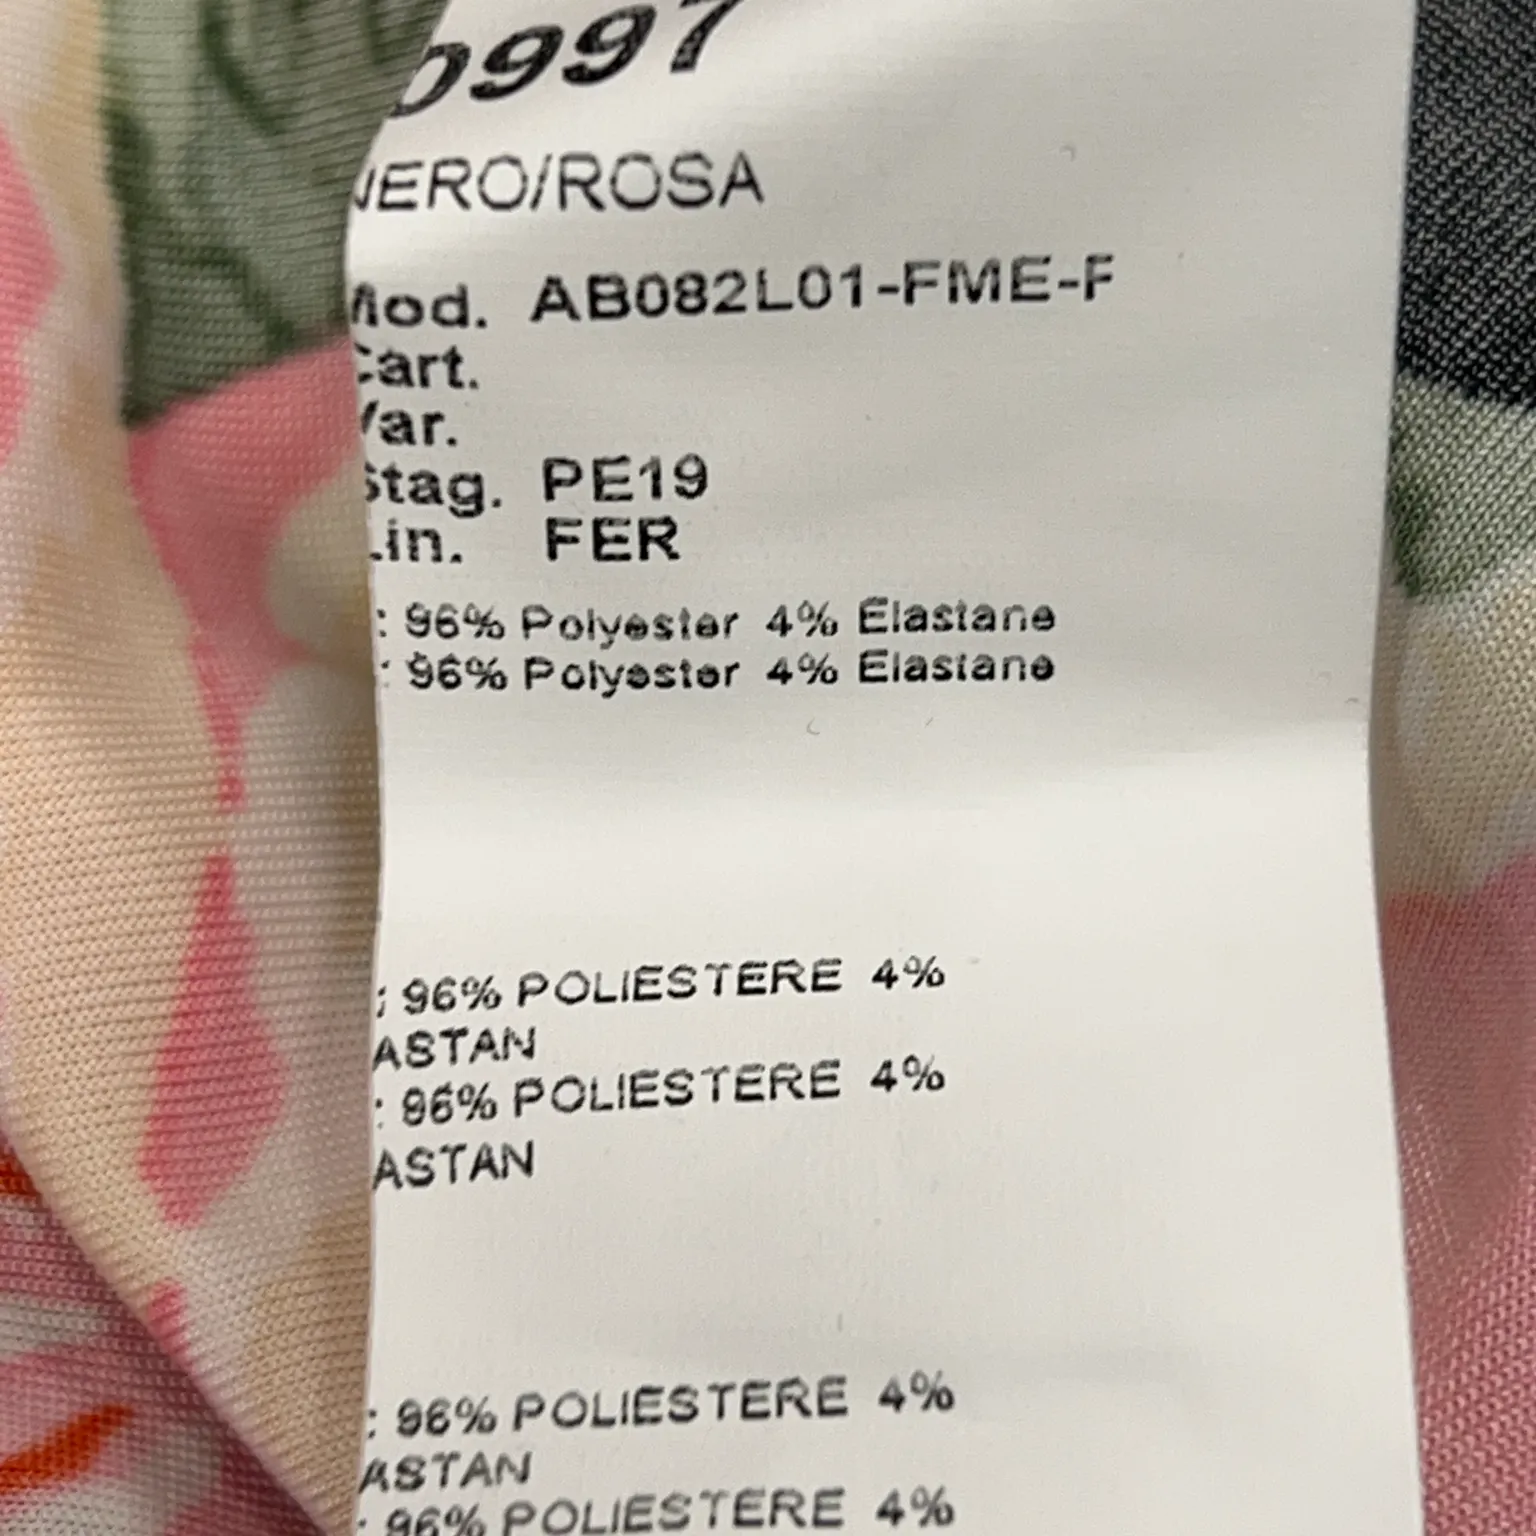 0997
NERO/ROSA
Mod. AB082L01-FME-F
Cart.
Var.
Stag. PE19
Lin. FER
: 96% Polyester 4% Elastane
: 96% Polyester 4% Elastane
: 96% POLIESTERE 4%
ASTAN
: 96% POLIESTERE 4%
ASTAN
: 96% POLIESTERE 4%
ASTAN
: 96% POLIESTERE 4%